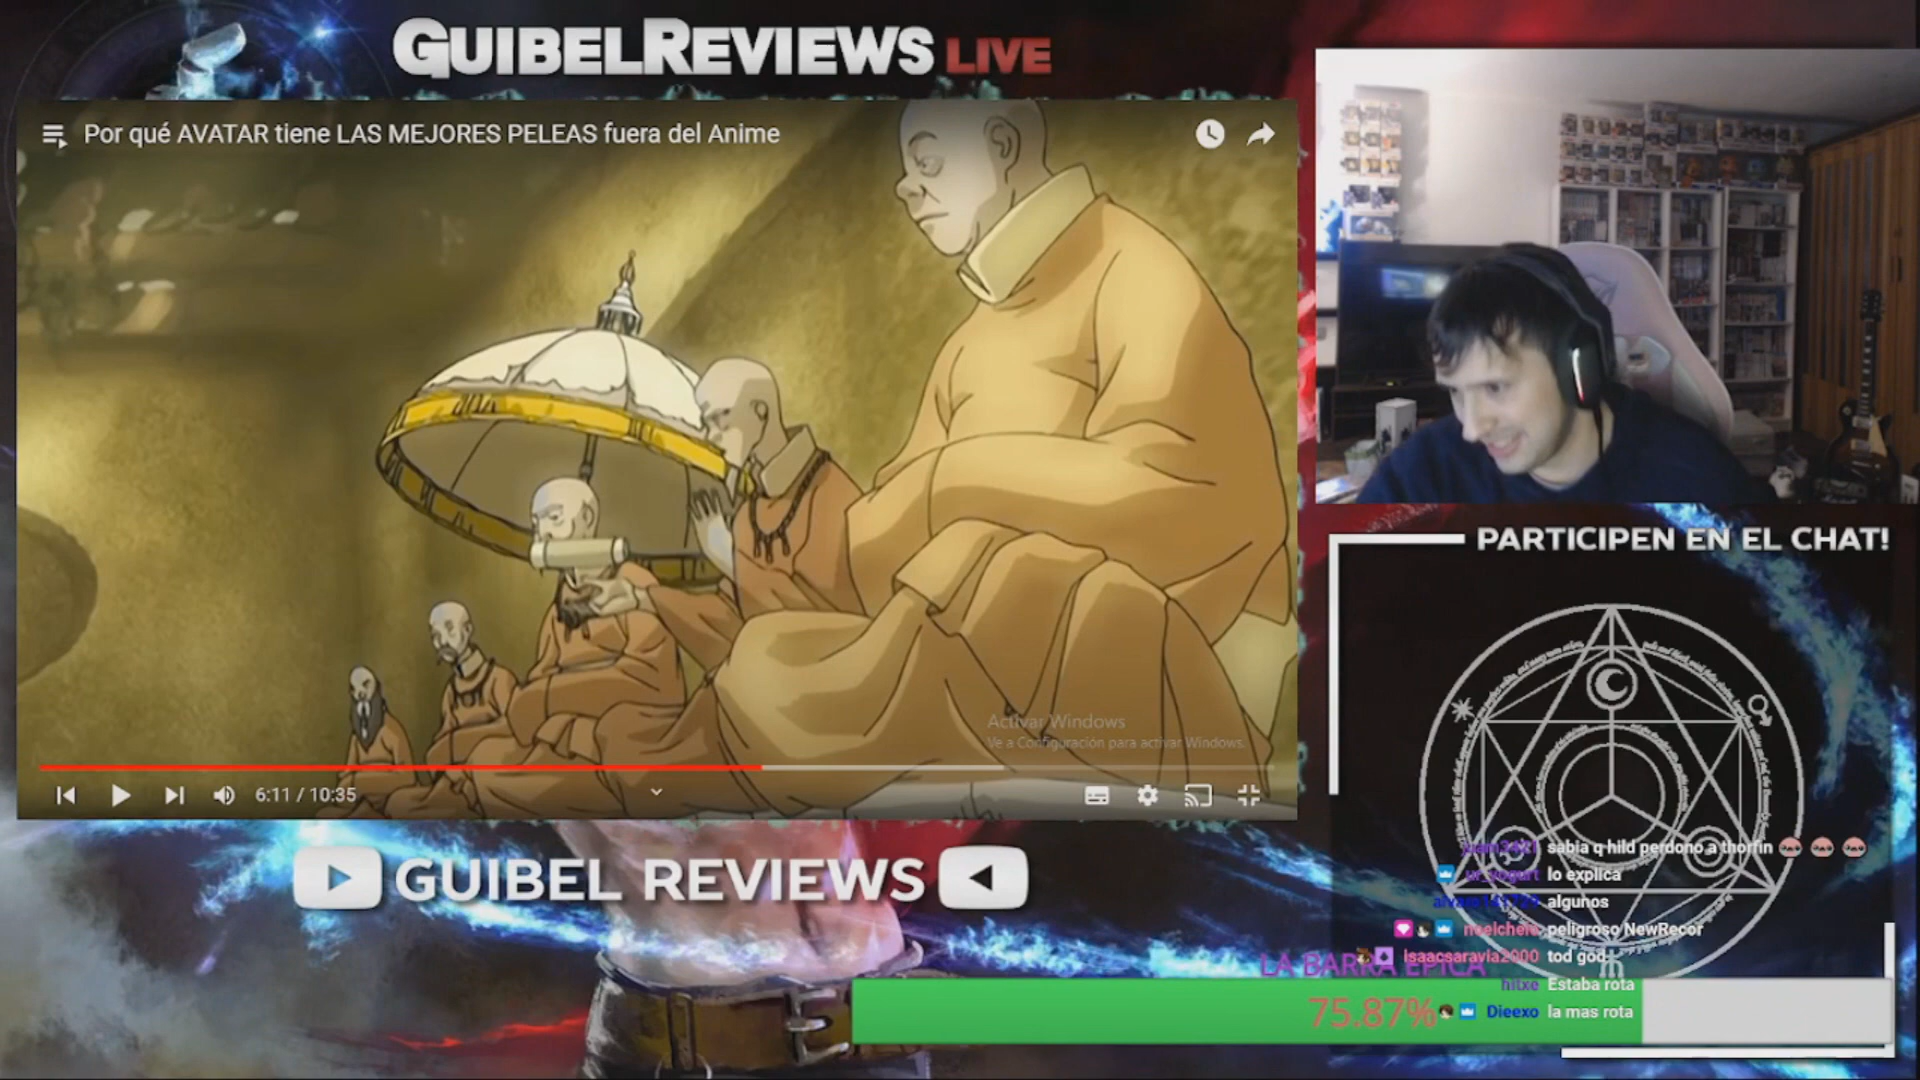 GUIBELREVIEWS LIVE
Por qué AVATAR tiene LAS MEJORES PELEAS fuera del Anime
Activar Windows
Ve a Configuración para activar Windows.
6:11 / 10:35
GUIBEL REVIEWS
PARTICIPEN EN EL CHAT!
sabia q hild perdono a thorfin
lo explica
algunos
peligroso NewRecor
isaacsaravia2000 tod god
hitxe Estaba rota
Dieexo la mas rota
LA BARRA EPICA
75.87%